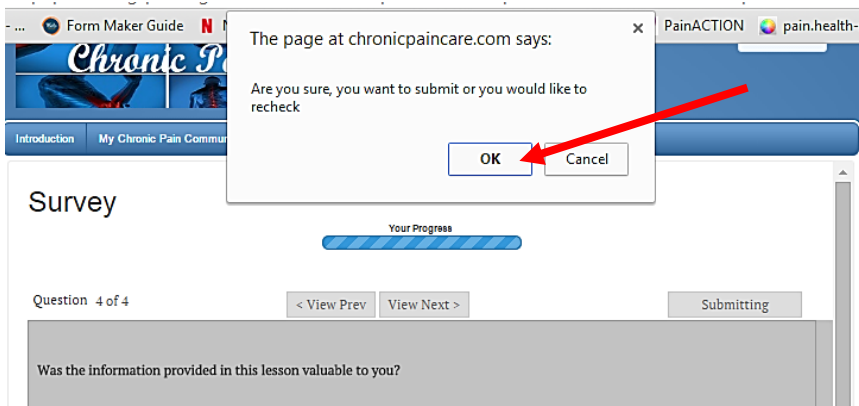 - ... Form Maker Guide N PainACTION pain.health-
The page at chronicpaincare.com says:
Chronic
Are you sure, you want to submit or you would like to
recheck
OK Cancel
Introduction My Chronic Pain Commun
Survey
Your Progress
Question 4 of 4 < View Prev View Next > Submitting
Was the information provided in this lesson valuable to you?